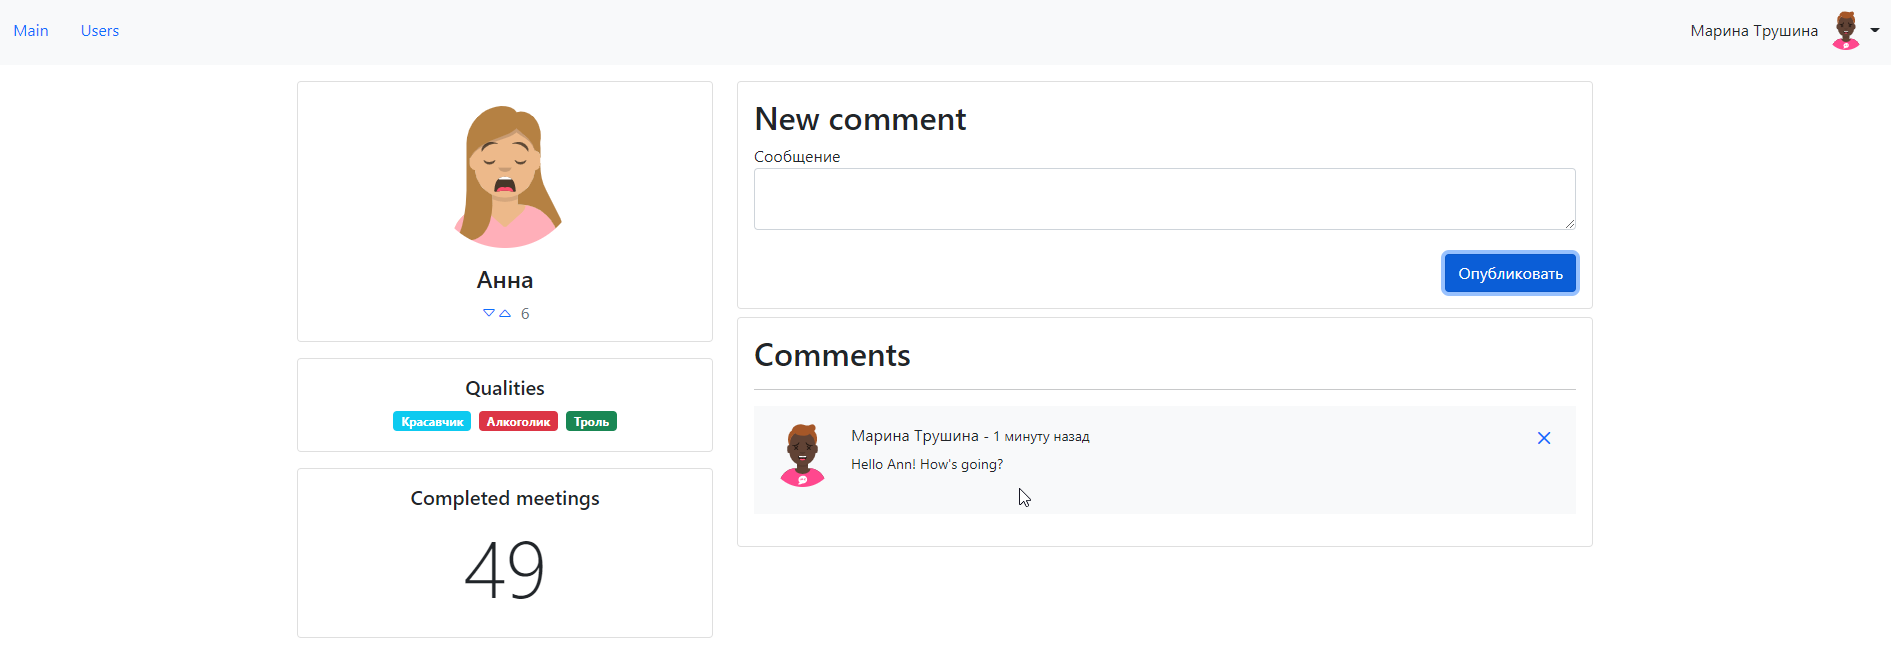 Main Users Марина Трушина
Анна
6
Qualities
Красавчик Алкоголик Троль
Completed meetings
49
New comment
Сообщение
Опубликовать
Comments
Марина Трушина - 1 минуту назад
Hello Ann! How's going?